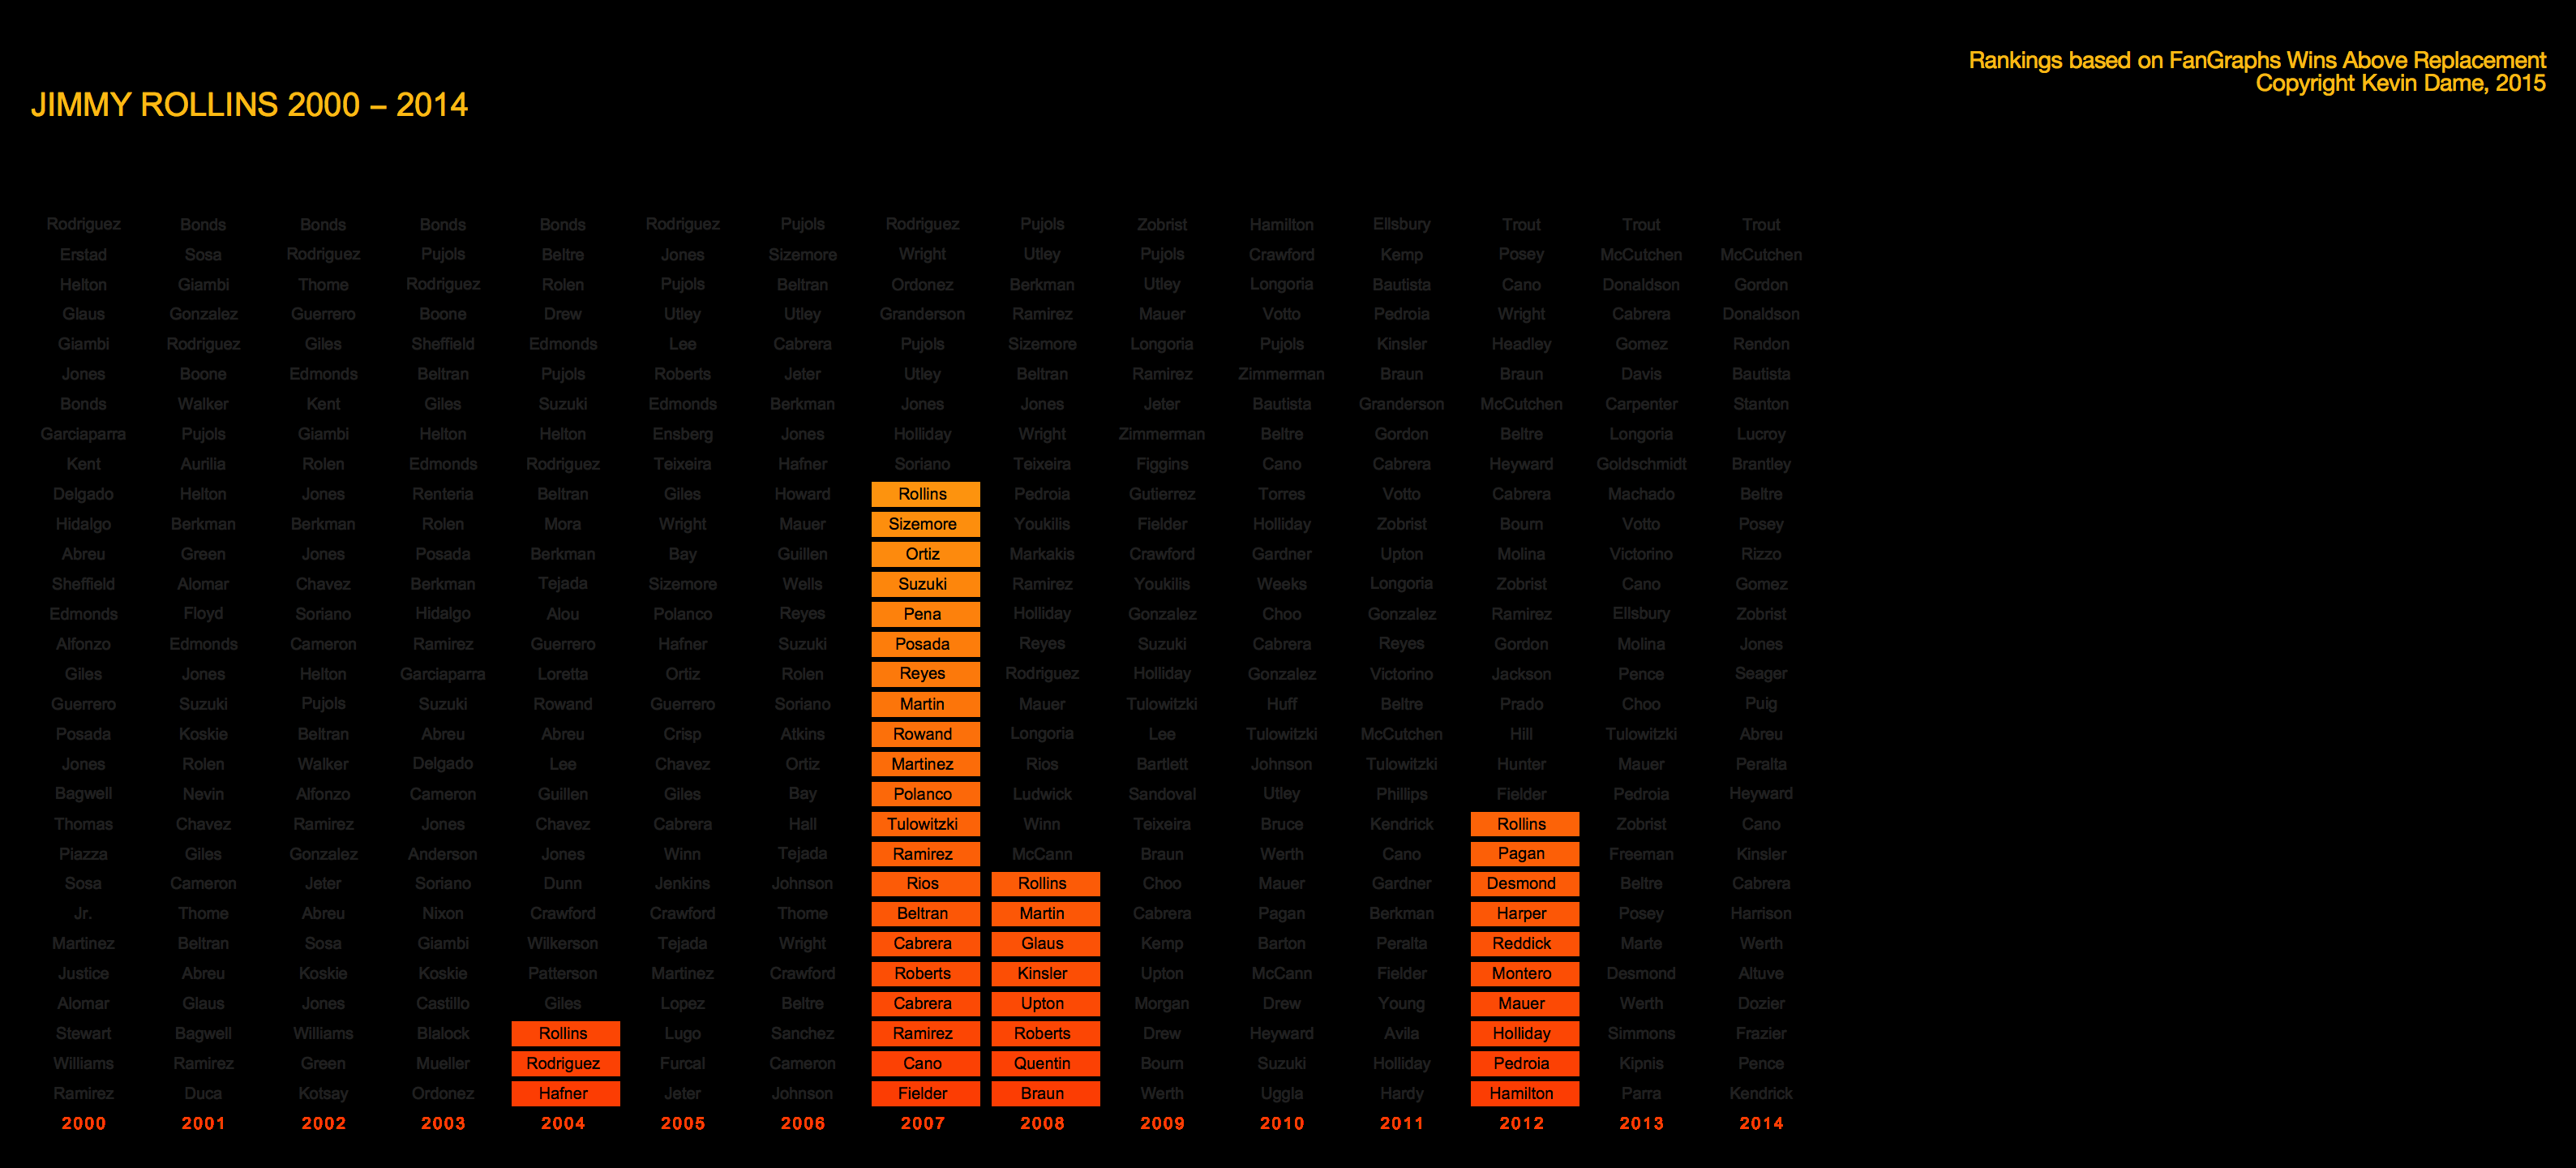 Rankings based on FanGraphs Wins Above Replacement
Copyright Kevin Dame, 2015
JIMMY ROLLINS 2000 – 2014
Rodriguez Bonds Bonds Bonds Bonds Rodriguez Pujols Rodriguez Pujols Zobrist Hamilton Ellsbury Trout Trout Trout
Erstad Sosa Rodriguez Pujols Beltre Jones Sizemore Wright Utley Pujols Crawford Kemp Posey McCutchen McCutchen
Helton Giambi Thome Rodriguez Rolen Pujols Beltran Ordonez Berkman Utley Longoria Bautista Cano Donaldson Gordon
Glaus Gonzalez Guerrero Boone Drew Utley Utley Granderson Ramirez Mauer Votto Pedroia Wright Cabrera Donaldson
Giambi Rodriguez Giles Sheffield Edmonds Lee Cabrera Pujols Sizemore Longoria Pujols Kinsler Headley Gomez Rendon
Jones Boone Edmonds Beltran Pujols Roberts Jeter Utley Beltran Ramirez Zimmerman Braun Braun Davis Bautista
Bonds Walker Kent Giles Suzuki Edmonds Berkman Jones Jones Jeter Bautista Granderson McCutchen Carpenter Stanton
Garciaparra Pujols Giambi Helton Helton Ensberg Jones Holliday Wright Zimmerman Beltre Gordon Beltre Longoria Lucroy
Kent Aurilia Rolen Edmonds Rodriguez Teixeira Hafner Soriano Teixeira Figgins Cano Cabrera Heyward Goldschmidt Brantley
Delgado Helton Jones Renteria Beltran Giles Howard Rollins Pedroia Gutierrez Torres Votto Cabrera Machado Beltre
Hidalgo Berkman Berkman Rolen Mora Wright Mauer Sizemore Youkilis Fielder Holliday Zobrist Bourn Votto Posey
Abreu Green Jones Posada Berkman Bay Guillen Ortiz Markakis Crawford Gardner Upton Molina Victorino Rizzo
Sheffield Alomar Chavez Berkman Tejada Sizemore Wells Suzuki Ramirez Youkilis Weeks Longoria Zobrist Cano Gomez
Edmonds Floyd Soriano Hidalgo Alou Polanco Reyes Pena Holliday Gonzalez Choo Gonzalez Ramirez Ellsbury Zobrist
Alfonzo Edmonds Cameron Ramirez Guerrero Hafner Suzuki Posada Reyes Suzuki Cabrera Reyes Gordon Molina Jones
Giles Jones Helton Garciaparra Loretta Ortiz Rolen Reyes Rodriguez Holliday Gonzalez Victorino Jackson Pence Seager
Guerrero Suzuki Pujols Suzuki Rowand Guerrero Soriano Martin Mauer Tulowitzki Huff Beltre Prado Choo Puig
Posada Koskie Beltran Abreu Abreu Crisp Atkins Rowand Longoria Lee Tulowitzki McCutchen Hill Tulowitzki Abreu
Jones Rolen Walker Delgado Lee Chavez Ortiz Martinez Rios Bartlett Johnson Tulowitzki Hunter Mauer Peralta
Bagwell Nevin Alfonzo Cameron Guillen Giles Bay Polanco Ludwick Sandoval Utley Phillips Fielder Pedroia Heyward
Thomas Chavez Ramirez Jones Chavez Cabrera Hall Tulowitzki Winn Teixeira Bruce Kendrick Rollins Zobrist Cano
Piazza Giles Gonzalez Anderson Jones Winn Tejada Ramirez McCann Braun Werth Cano Pagan Freeman Kinsler
Sosa Cameron Jeter Soriano Dunn Jenkins Johnson Rios Rollins Choo Mauer Gardner Desmond Beltre Cabrera
Jr. Thome Abreu Nixon Crawford Crawford Thome Beltran Martin Cabrera Pagan Berkman Harper Posey Harrison
Martinez Beltran Sosa Giambi Wilkerson Tejada Wright Cabrera Glaus Kemp Barton Peralta Reddick Marte Werth
Justice Abreu Koskie Koskie Patterson Martinez Crawford Roberts Kinsler Upton McCann Fielder Montero Desmond Altuve
Alomar Glaus Jones Castillo Giles Lopez Beltre Cabrera Upton Morgan Drew Young Mauer Werth Dozier
Stewart Bagwell Williams Blalock Rollins Lugo Sanchez Ramirez Roberts Drew Heyward Avila Holliday Simmons Frazier
Williams Ramirez Green Mueller Rodriguez Furcal Cameron Cano Quentin Bourn Suzuki Holliday Pedroia Kipnis Pence
Ramirez Duca Kotsay Ordonez Hafner Jeter Johnson Fielder Braun Werth Uggla Hardy Hamilton Parra Kendrick
2000 2001 2002 2003 2004 2005 2006 2007 2008 2009 2010 2011 2012 2013 2014